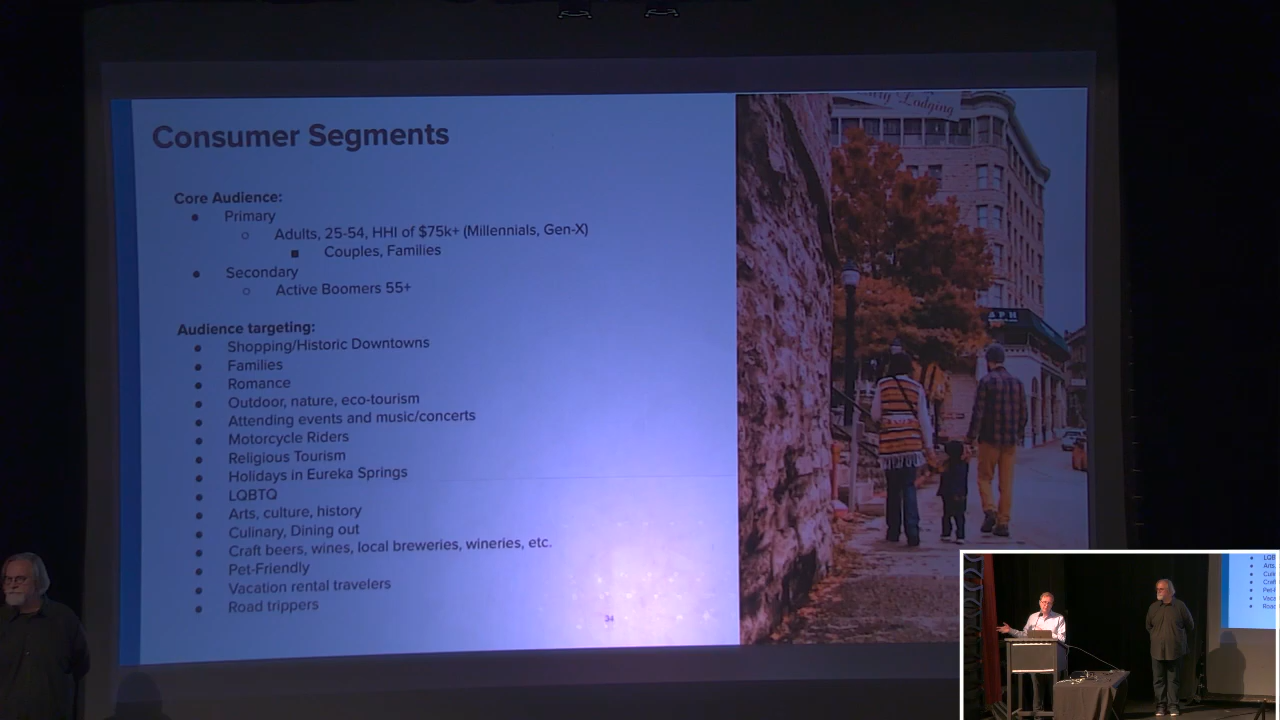 Consumer Segments
Core Audience:
● Primary
○ Adults, 25-54, HHI of $75k+ (Millennials, Gen-X)
■ Couples, Families
● Secondary
○ Active Boomers 55+
Audience targeting:
● Shopping/Historic Downtowns
● Families
● Romance
● Outdoor, nature, eco-tourism
● Attending events and music/concerts
● Motorcycle Riders
● Religious Tourism
● Holidays in Eureka Springs
● LQBTQ
● Arts, culture, history
● Culinary, Dining out
● Craft beers, wines, local breweries, wineries, etc.
● Pet-Friendly
● Vacation rental travelers
● Road trippers
34
Lodging